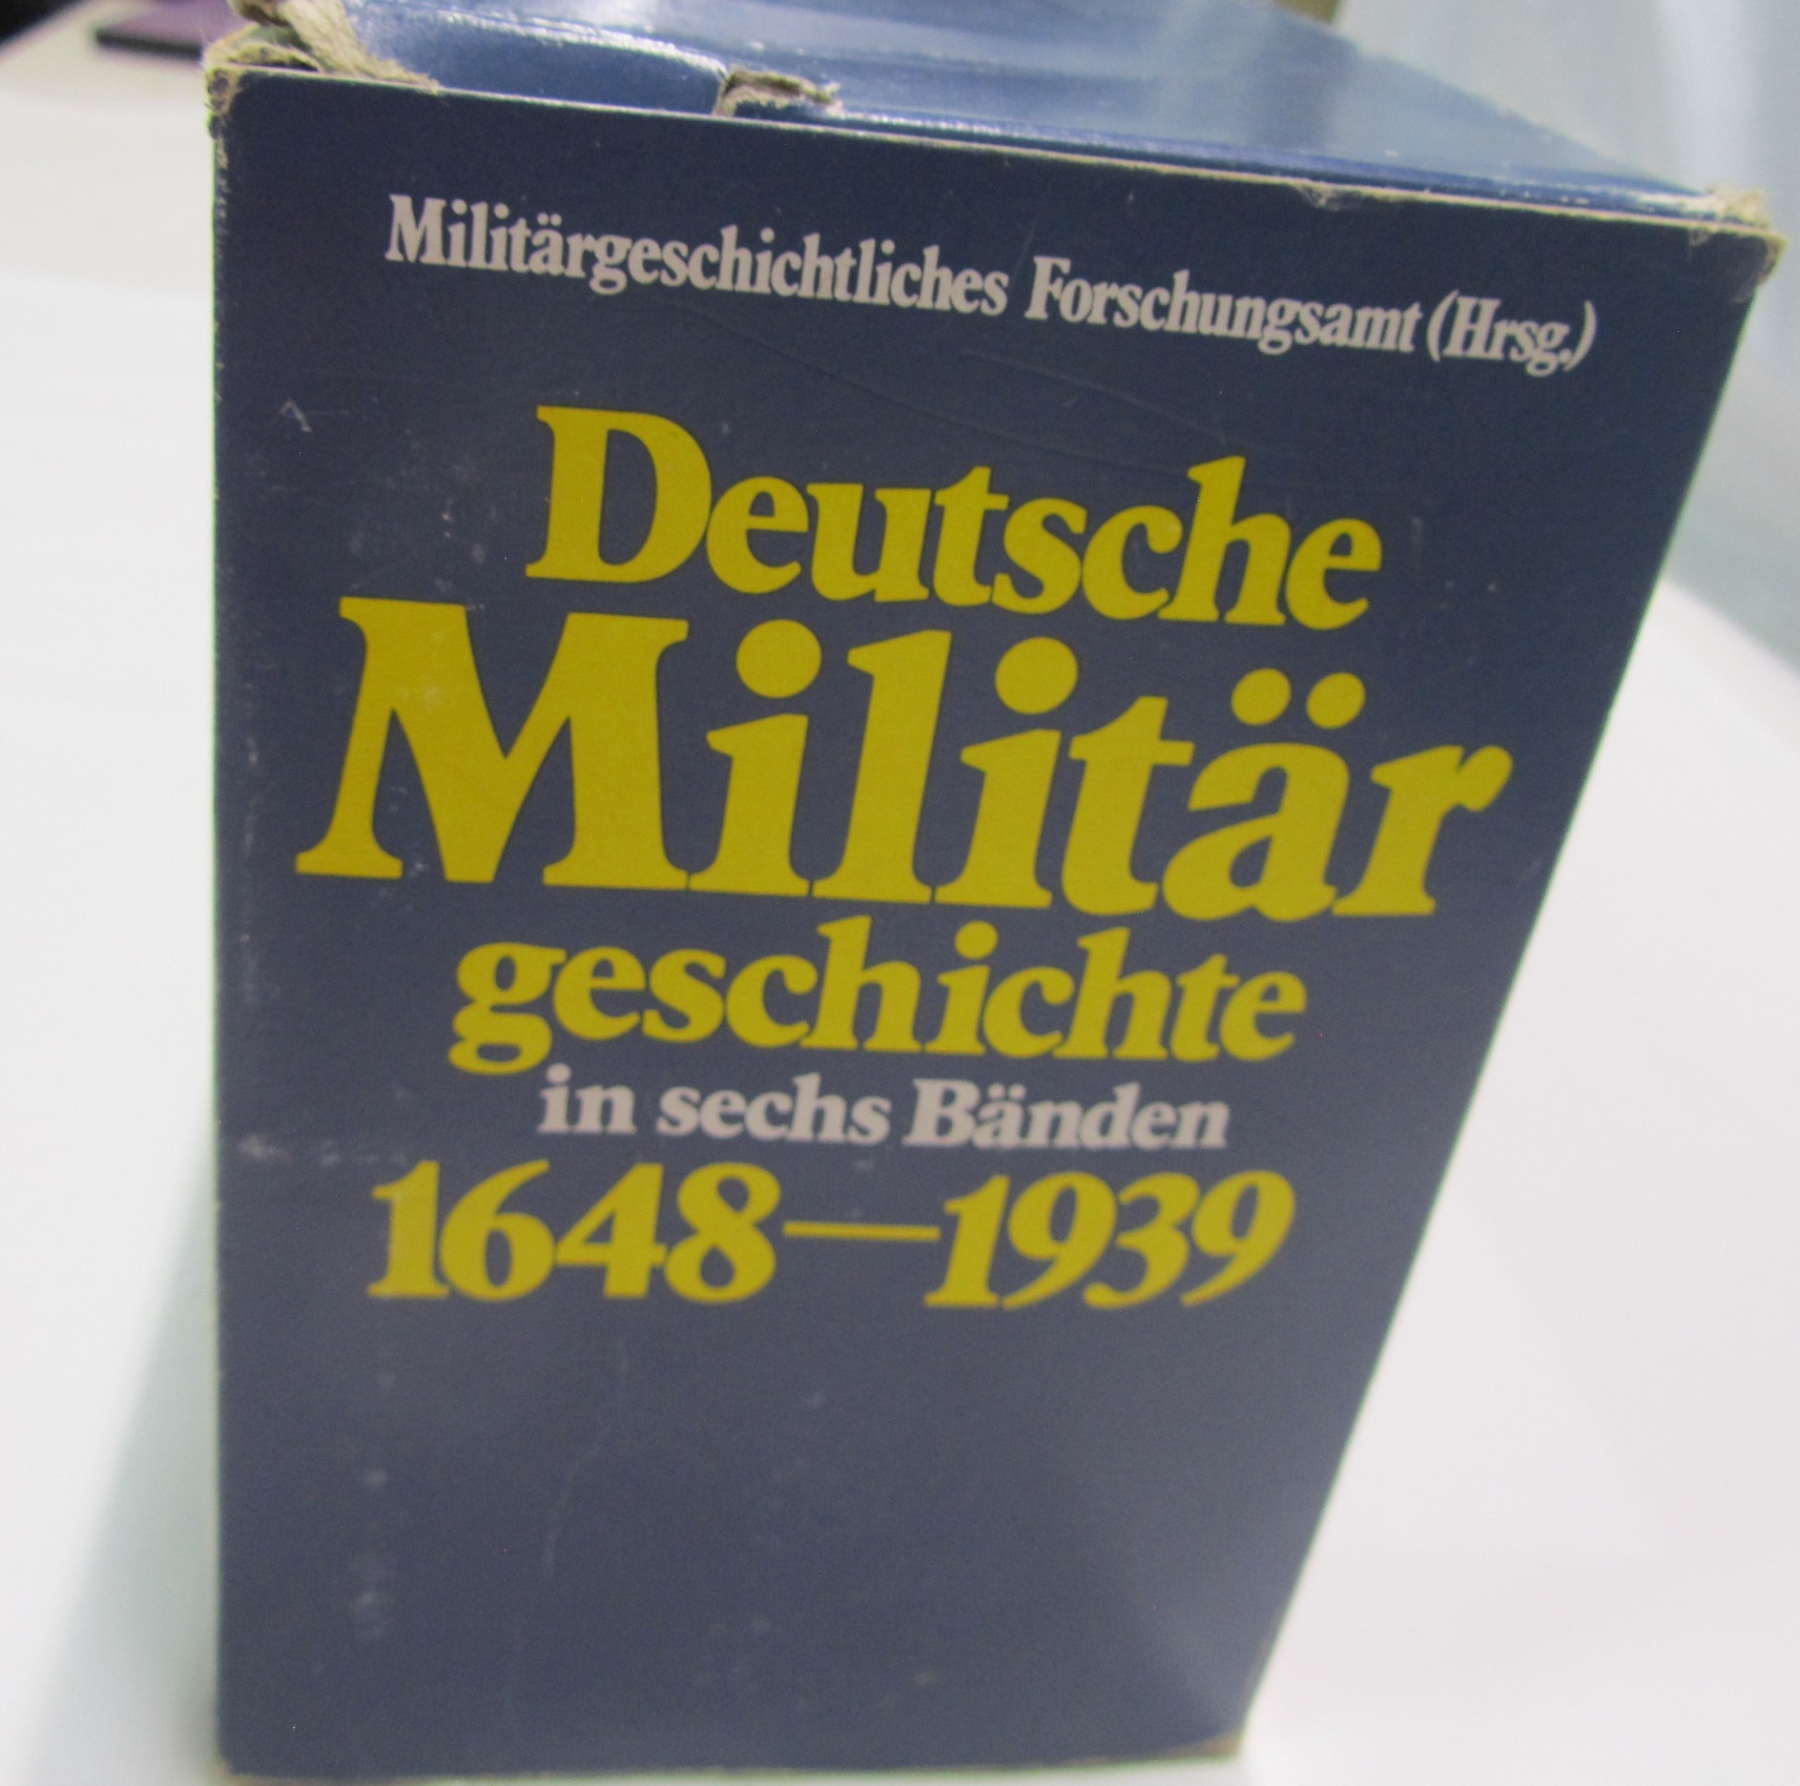 Militärgeschichtliches Forschungsamt (Hrsg.)
Deutsche
Militär
geschichte
in sechs Bänden
1648—1939